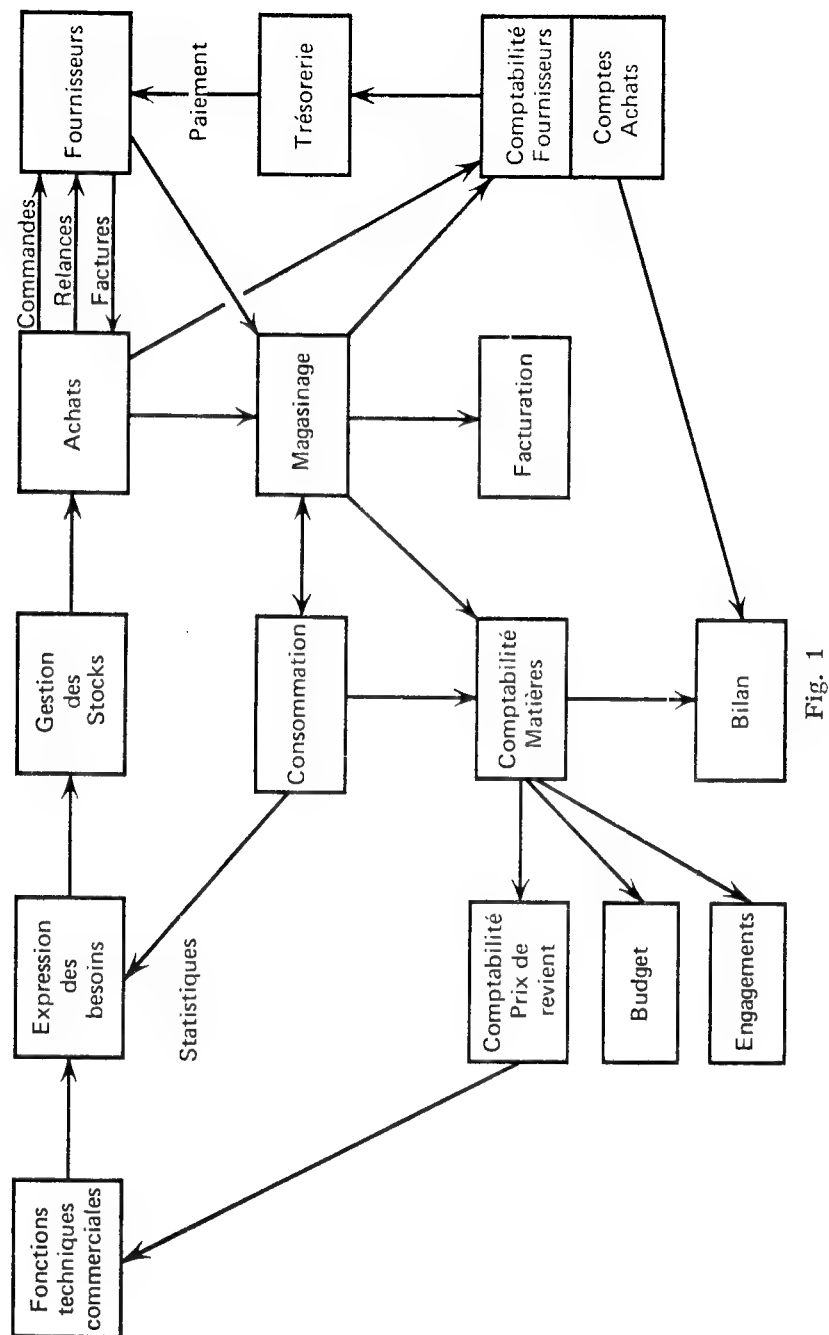 Fonctions
techniques
commerciales
Expression
des
besoins
Gestion
des
Stocks
Achats
Commandes
Relances
Factures
Fournisseurs
Statistiques
Consommation
Magasinage
Paiement
Trésorerie
Comptabilité
Prix de
revient
Budget
Engagements
Comptabilité
Matières
Facturation
Comptabilité
Fournisseurs
Comptes
Achats
Bilan
Fig. 1